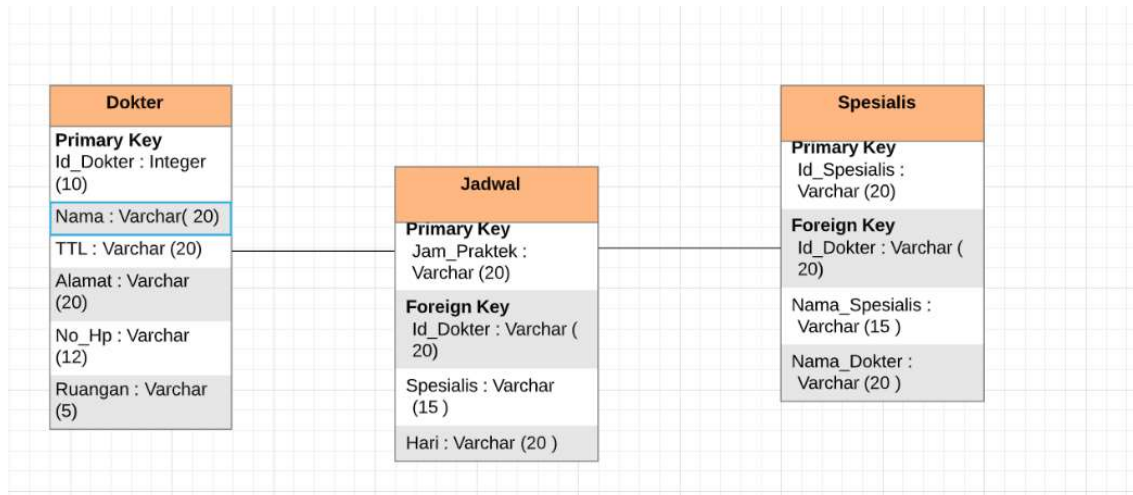 Dokter
Primary Key
Id_Dokter : Integer
(10)
Nama : Varchar( 20)
TTL : Varchar (20)
Alamat : Varchar
(20)
No_Hp : Varchar
(12)
Ruangan : Varchar
(5)
Jadwal
Primary Key
Jam_Praktek :
Varchar (20)
Foreign Key
Id_Dokter : Varchar (
20)
Spesialis : Varchar
(15 )
Hari : Varchar (20 )
Spesialis
Primary Key
Id_Spesialis :
Varchar (20)
Foreign Key
Id_Dokter : Varchar (
20)
Nama_Spesialis :
Varchar (15 )
Nama_Dokter :
Varchar (20 )